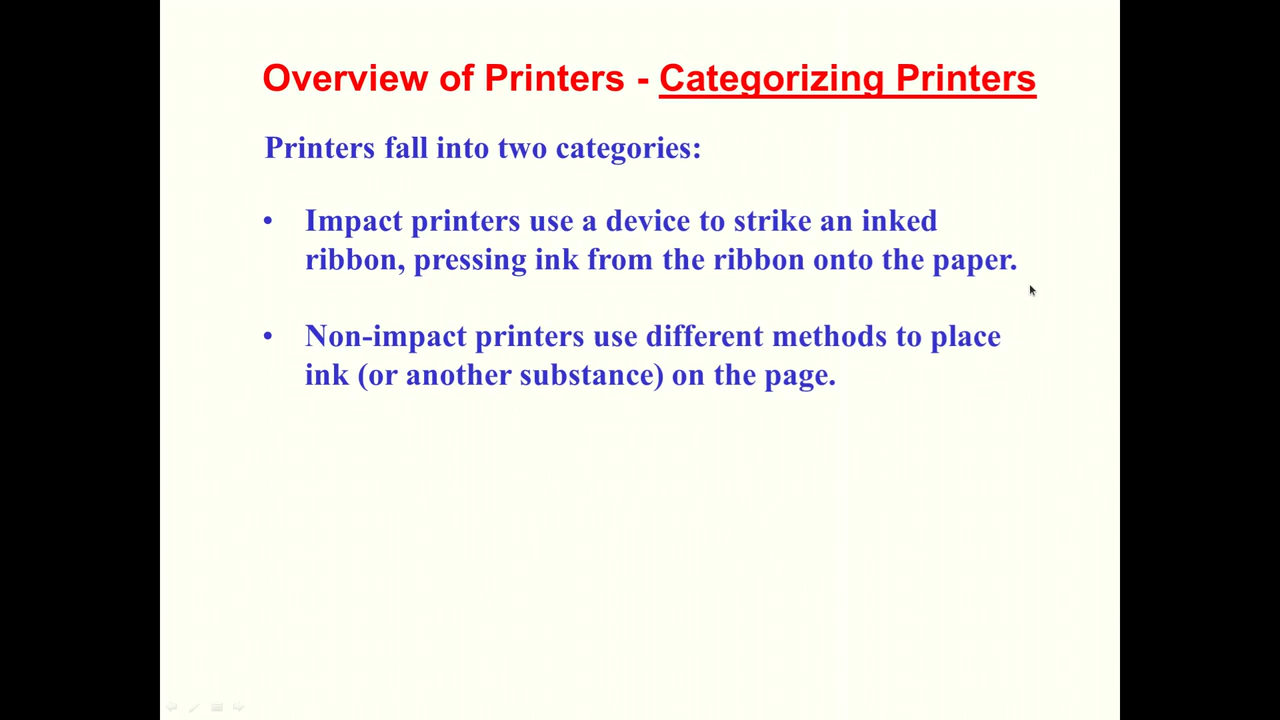 Overview of Printers - Categorizing Printers
Printers fall into two categories:
• Impact printers use a device to strike an inked
ribbon, pressing ink from the ribbon onto the paper.
• Non-impact printers use different methods to place
ink (or another substance) on the page.